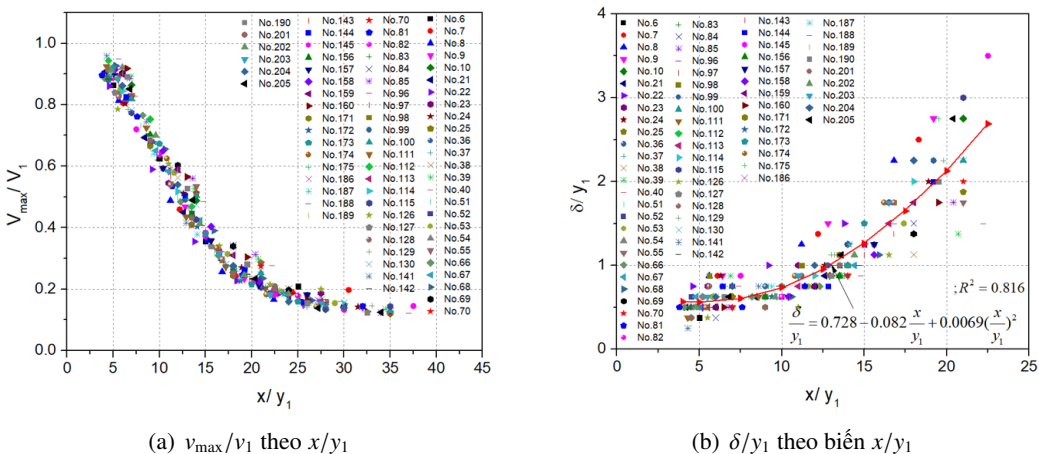 1.0
0.8
0.6
0.4
0.2
0.0
V_max / V_1
No.190
No.201
No.202
No.203
No.204
No.205
No.143
No.144
No.145
No.156
No.157
No.158
No.159
No.160
No.171
No.172
No.173
No.174
No.175
No.186
No.187
No.188
No.189
No.70
No.81
No.82
No.83
No.84
No.85
No.96
No.97
No.98
No.99
No.100
No.111
No.112
No.113
No.114
No.115
No.126
No.127
No.128
No.129
No.130
No.141
No.142
No.6
No.7
No.8
No.9
No.10
No.21
No.22
No.23
No.24
No.25
No.36
No.37
No.38
No.39
No.40
No.51
No.52
No.53
No.54
No.55
No.66
No.67
No.68
No.69
No.70
0 5 10 15 20 25 30 35 40 45
x/ y_1
(a) v_max/v_1 theo x/y_1
4
3
2
1
0
δ/ y_1
No.6
No.7
No.8
No.9
No.10
No.21
No.22
No.23
No.24
No.25
No.36
No.37
No.38
No.39
No.40
No.51
No.52
No.53
No.54
No.55
No.66
No.67
No.68
No.69
No.70
No.81
No.82
No.83
No.84
No.85
No.96
No.97
No.98
No.99
No.100
No.111
No.112
No.113
No.114
No.115
No.126
No.127
No.128
No.129
No.130
No.141
No.142
No.143
No.144
No.145
No.156
No.157
No.158
No.159
No.160
No.171
No.172
No.173
No.174
No.175
No.186
No.187
No.188
No.189
No.190
No.201
No.202
No.203
No.204
No.205
; R² = 0.816
δ/y_1 = 0.728 − 0.082 x/y_1 + 0.0069(x/y_1)²
0 5 10 15 20 25
x/ y_1
(b) δ/y_1 theo biến x/y_1